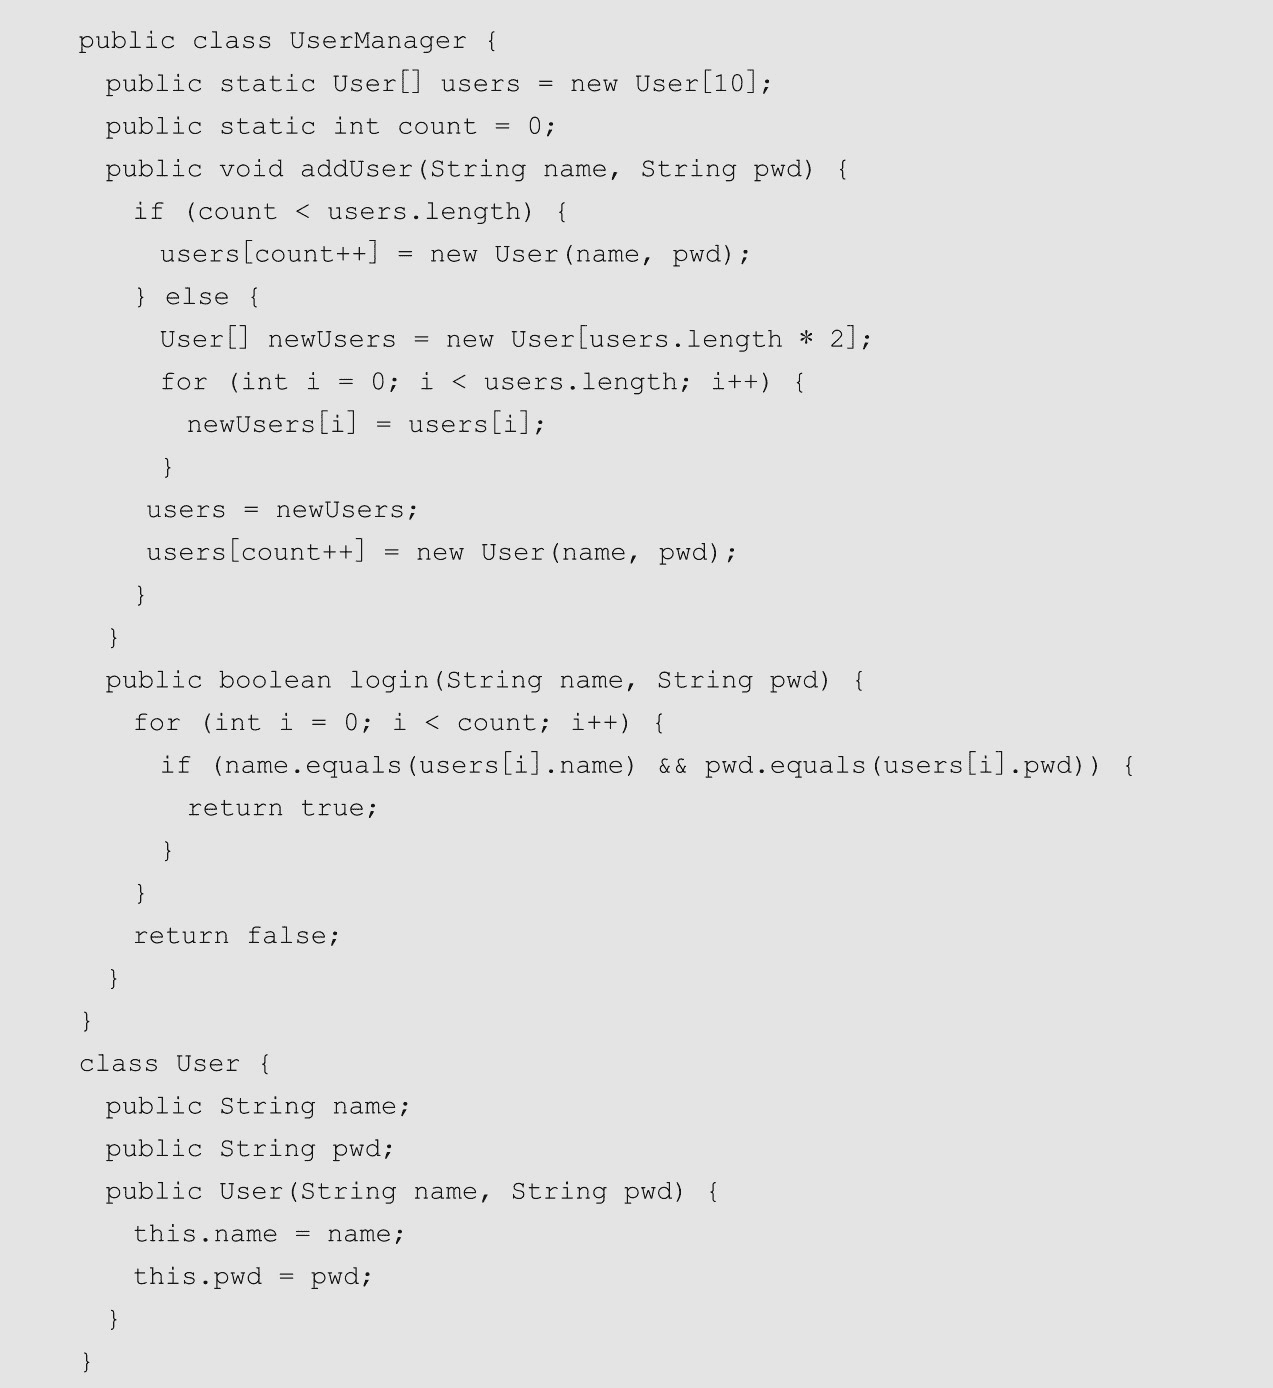 public class UserManager {
public static User[] users = new User[10];
public static int count = 0;
public void addUser(String name, String pwd) {
if (count < users.length) {
users[count++] = new User(name, pwd);
} else {
User[] newUsers = new User[users.length * 2];
for (int i = 0; i < users.length; i++) {
newUsers[i] = users[i];
}
users = newUsers;
users[count++] = new User(name, pwd);
}
}
public boolean login(String name, String pwd) {
for (int i = 0; i < count; i++) {
if (name.equals(users[i].name) && pwd.equals(users[i].pwd)) {
return true;
}
}
return false;
}
}
class User {
public String name;
public String pwd;
public User(String name, String pwd) {
this.name = name;
this.pwd = pwd;
}
}